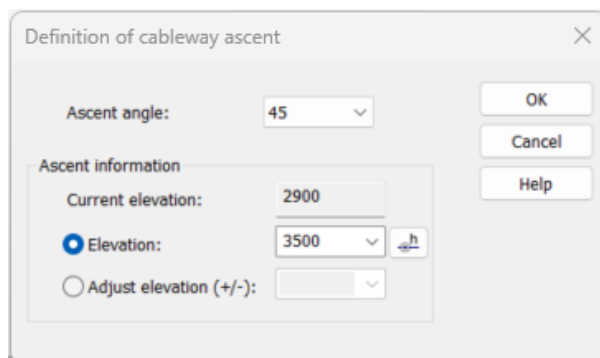 Definition of cableway ascent
Ascent angle: 45
OK
Cancel
Help
Ascent information
Current elevation: 2900
Elevation: 3500 h
Adjust elevation (+/-):